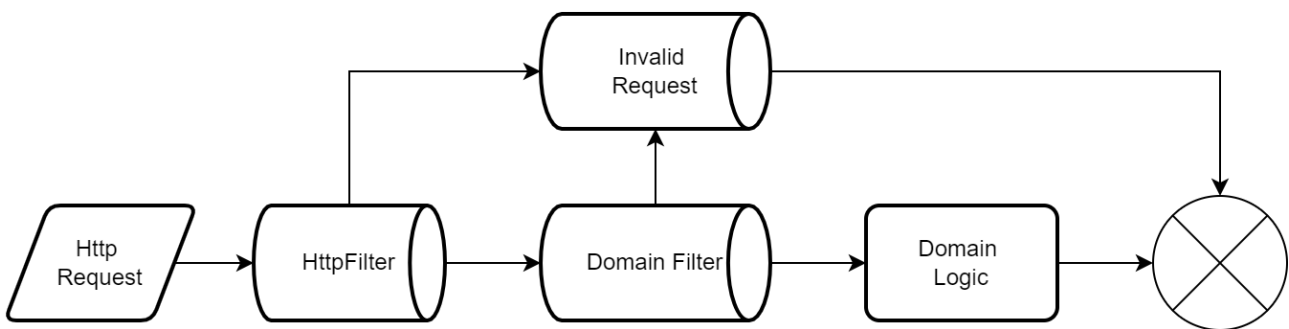 Invalid
Request
Http
Request
HttpFilter
Domain Filter
Domain
Logic